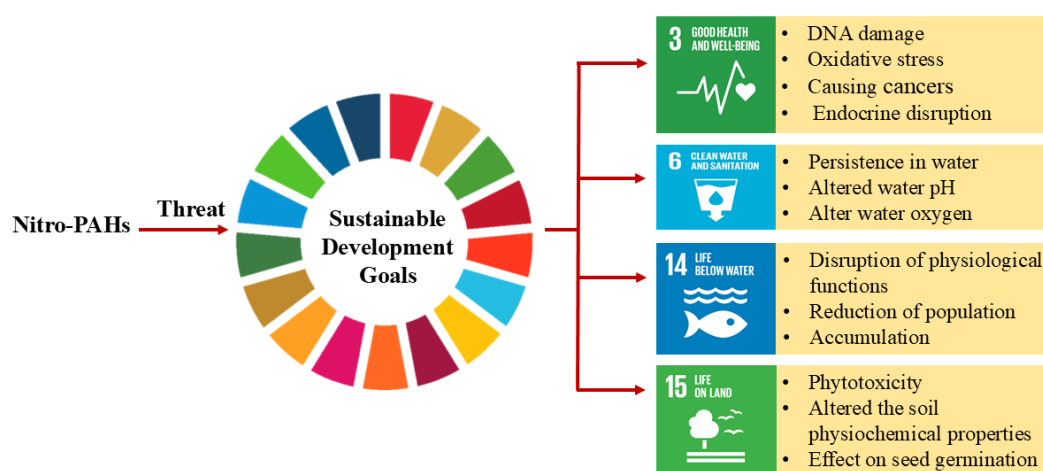 Nitro-PAHs
Threat
Sustainable
Development
Goals
3 GOOD HEALTH
AND WELL-BEING
• DNA damage
• Oxidative stress
• Causing cancers
• Endocrine disruption
6 CLEAN WATER
AND SANITATION
• Persistence in water
• Altered water pH
• Alter water oxygen
14 LIFE
BELOW WATER
• Disruption of physiological
functions
• Reduction of population
• Accumulation
15 LIFE
ON LAND
• Phytotoxicity
• Altered the soil
physiochemical properties
• Effect on seed germination